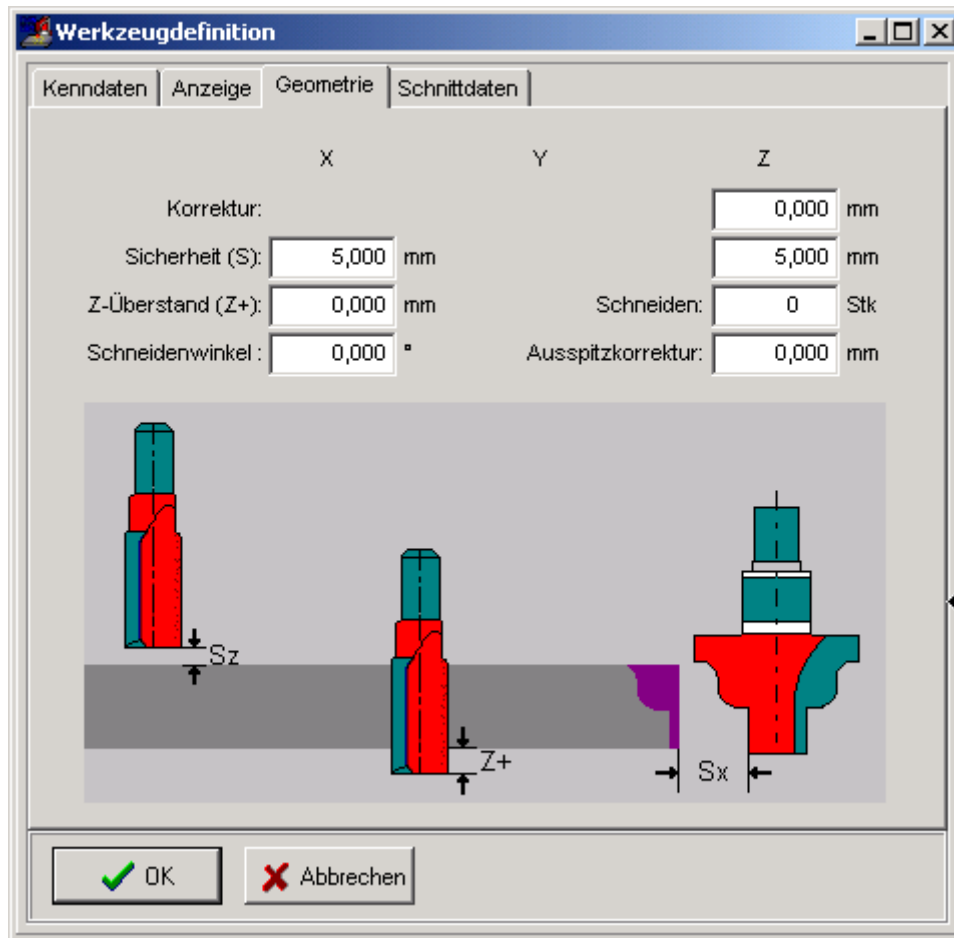 Werkzeugdefinition
Kenndaten Anzeige Geometrie Schnittdaten
X Y Z
Korrektur: 0,000 mm
Sicherheit (S): 5,000 mm 5,000 mm
Z-Überstand (Z+): 0,000 mm Schneiden: 0 Stk
Schneidenwinkel : 0,000 ° Ausspitzkorrektur: 0,000 mm
Sz
Z+
Sx
OK Abbrechen